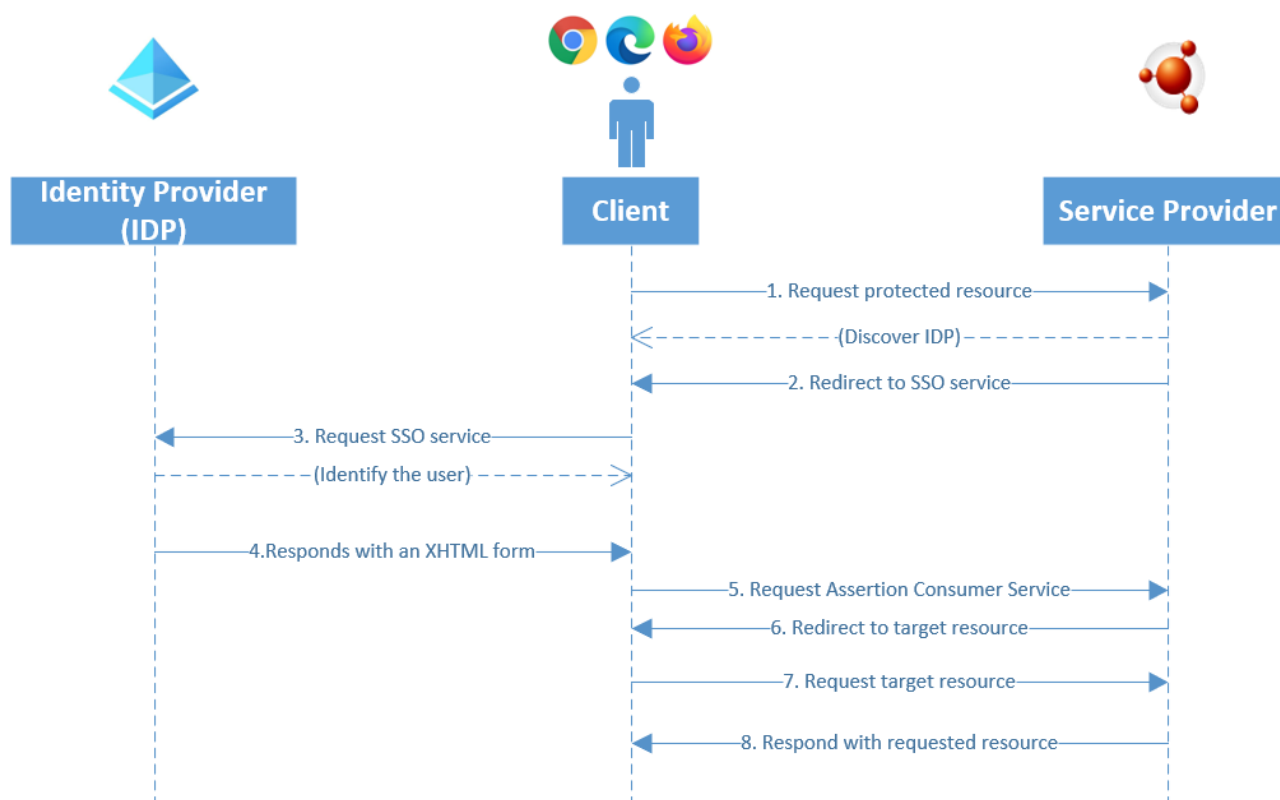 Identity Provider
(IDP)
Client
Service Provider
1. Request protected resource
(Discover IDP)
2. Redirect to SSO service
3. Request SSO service
(Identify the user)
4.Responds with an XHTML form
5. Request Assertion Consumer Service
6. Redirect to target resource
7. Request target resource
8. Respond with requested resource